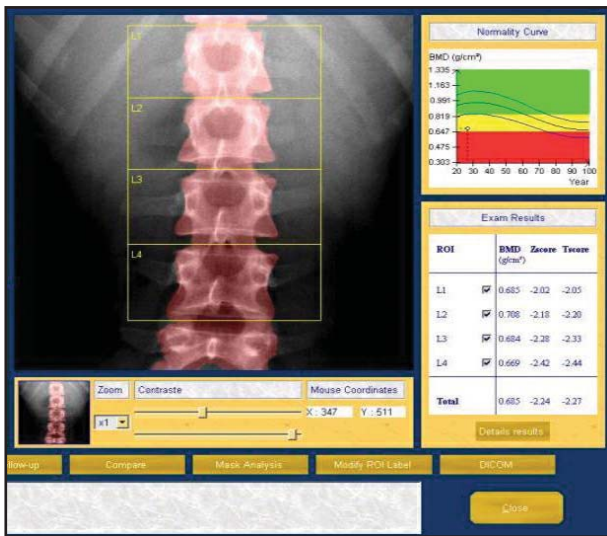 L1
L2
L3
L4
Normality Curve
BMD (g/cm²)
1.335
1.163
0.991
0.819
0.647
0.475
0.303
20 30 40 50 60 70 80 90 100
Year
Exam Results
ROI BMD Zscore Tscore
(g/cm²)
L1 0.685 -2.02 -2.05
L2 0.708 -2.18 -2.20
L3 0.684 -2.28 -2.33
L4 0.669 -2.42 -2.44
Total 0.685 -2.24 -2.27
Details results
Zoom Contraste Mouse Coordinates
x1 X : 347 Y : 511
llow-up Compare Mask Analysis Modify ROI Label DICOM
Close